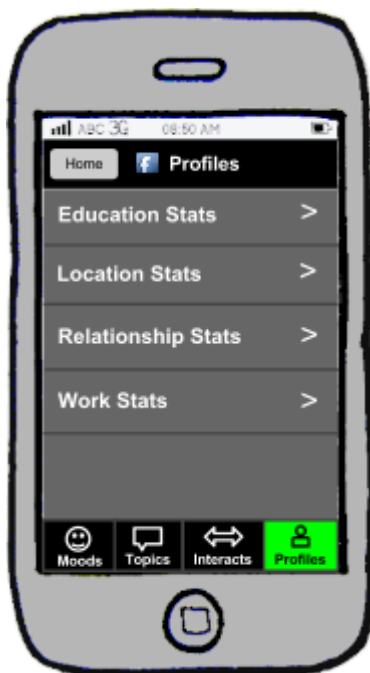 ABC 3G 08:50 AM
Home f Profiles
Education Stats >
Location Stats >
Relationship Stats >
Work Stats >
Moods Topics Interacts Profiles